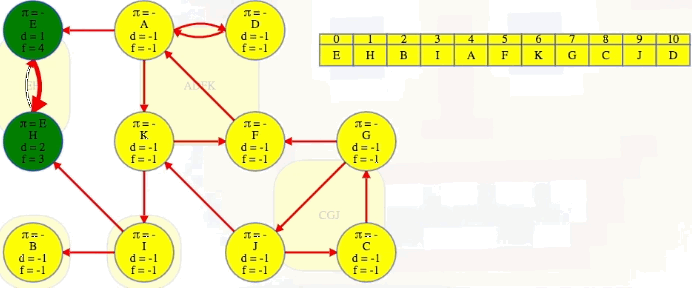 π = -
E
d = 1
f = 4
π = -
A
d = -1
f = -1
π = -
D
d = -1
f = -1
0 1 2 3 4 5 6 7 8 9 10
E H B I A F K G C J D
π = E
H
d = 2
f = 3
π = -
K
d = -1
f = -1
π = -
F
d = -1
f = -1
π = -
G
d = -1
f = -1
π = -
B
d = -1
f = -1
π = -
I
d = -1
f = -1
π = -
J
d = -1
f = -1
π = -
C
d = -1
f = -1
CGJ